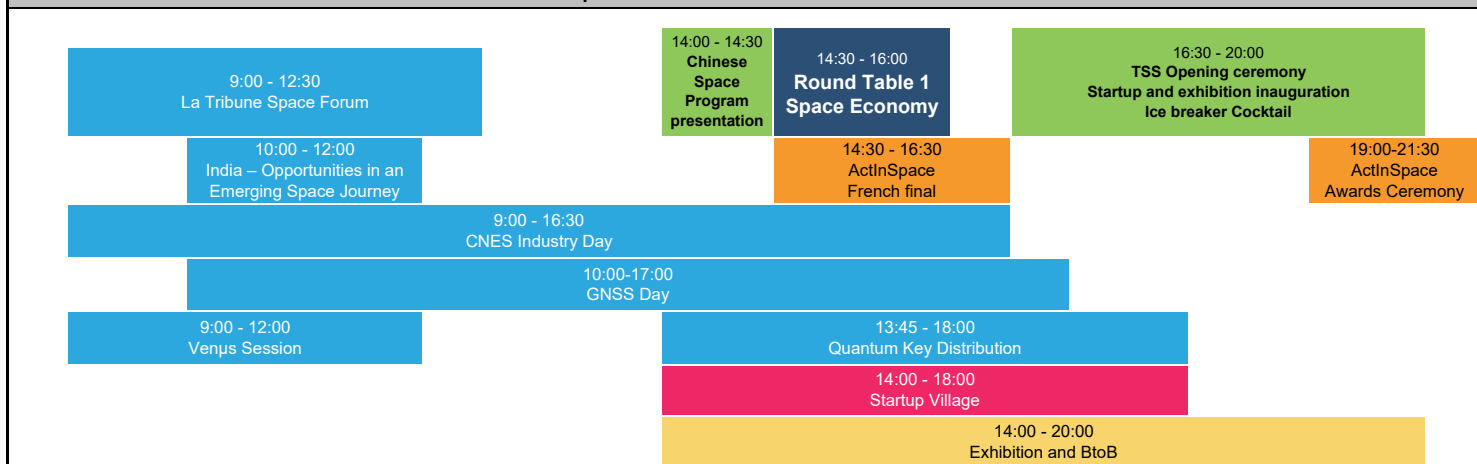 9:00 - 12:30
La Tribune Space Forum
14:00 - 14:30
Chinese
Space
Program
presentation
14:30 - 16:00
Round Table 1
Space Economy
16:30 - 20:00
TSS Opening ceremony
Startup and exhibition inauguration
Ice breaker Cocktail
10:00 - 12:00
India – Opportunities in an
Emerging Space Journey
14:30 - 16:30
ActInSpace
French final
19:00-21:30
ActInSpace
Awards Ceremony
9:00 - 16:30
CNES Industry Day
10:00-17:00
GNSS Day
9:00 - 12:00
Venµs Session
13:45 - 18:00
Quantum Key Distribution
14:00 - 18:00
Startup Village
14:00 - 20:00
Exhibition and BtoB